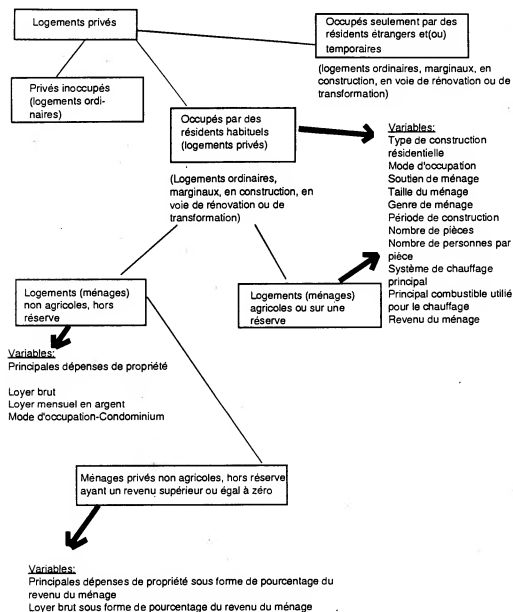 Logements privés
Occupés seulement par des
résidents étrangers et(ou)
temporaires
(logements ordinaires, marginaux, en
construction, en voie de rénovation ou de
transformation)
Privés inoccupés
(logements ordi-
naires)
Occupés par des
résidents habituels
(logements privés)
(Logements ordinaires,
marginaux, en construction, en
voie de rénovation ou de
transformation)
Variables:
Type de construction
résidentielle
Mode d'occupation
Soutien de ménage
Taille du ménage
Genre de ménage
Période de construction
Nombre de pièces
Nombre de personnes par
pièce
Système de chauffage
principal
Principal combustible utilié
pour le chauffage
Revenu du ménage
Logements (ménages)
non agricoles, hors
réserve
Logements (ménages)
agricoles ou sur une
réserve
Variables:
Principales dépenses de propriété
Loyer brut
Loyer mensuel en argent
Mode d'occupation-Condominium
Ménages privés non agricoles, hors réserve
ayant un revenu supérieur ou égal à zéro
Variables:
Principales dépenses de propriété sous forme de pourcentage du
revenu du ménage
Loyer brut sous forme de pourcentage du revenu du ménage